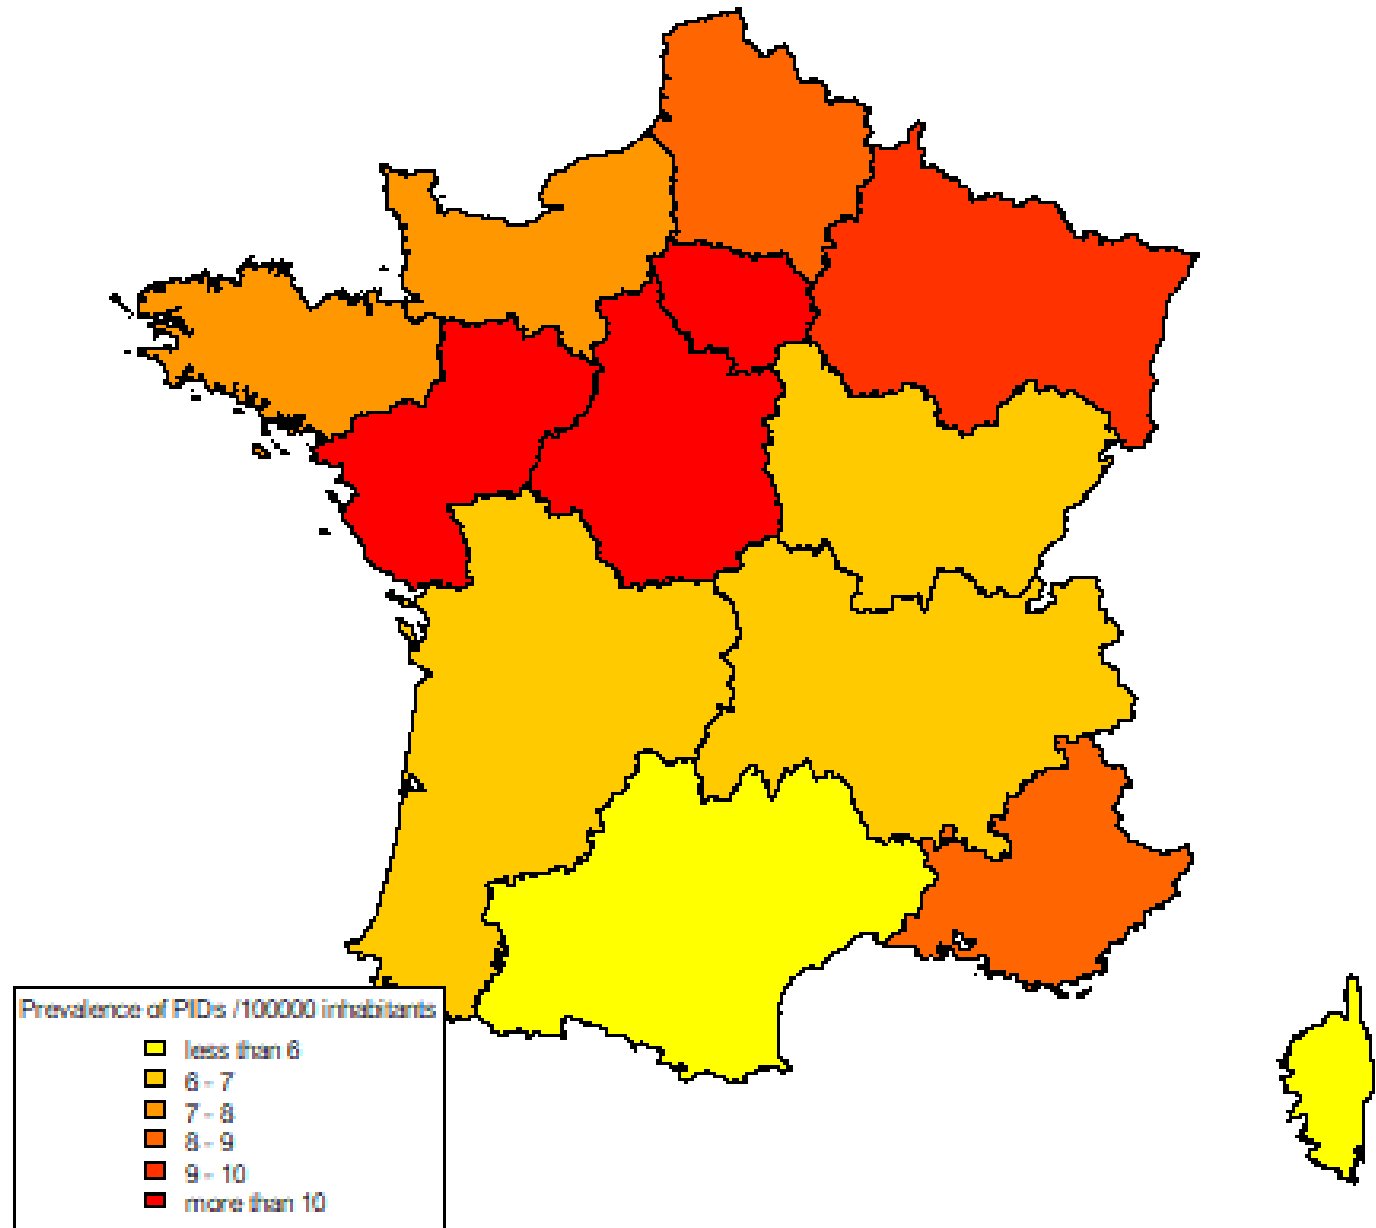 Prevalence of PIDs /100000 inhabitants
less than 6
6 - 7
7 - 8
8 - 9
9 - 10
more than 10